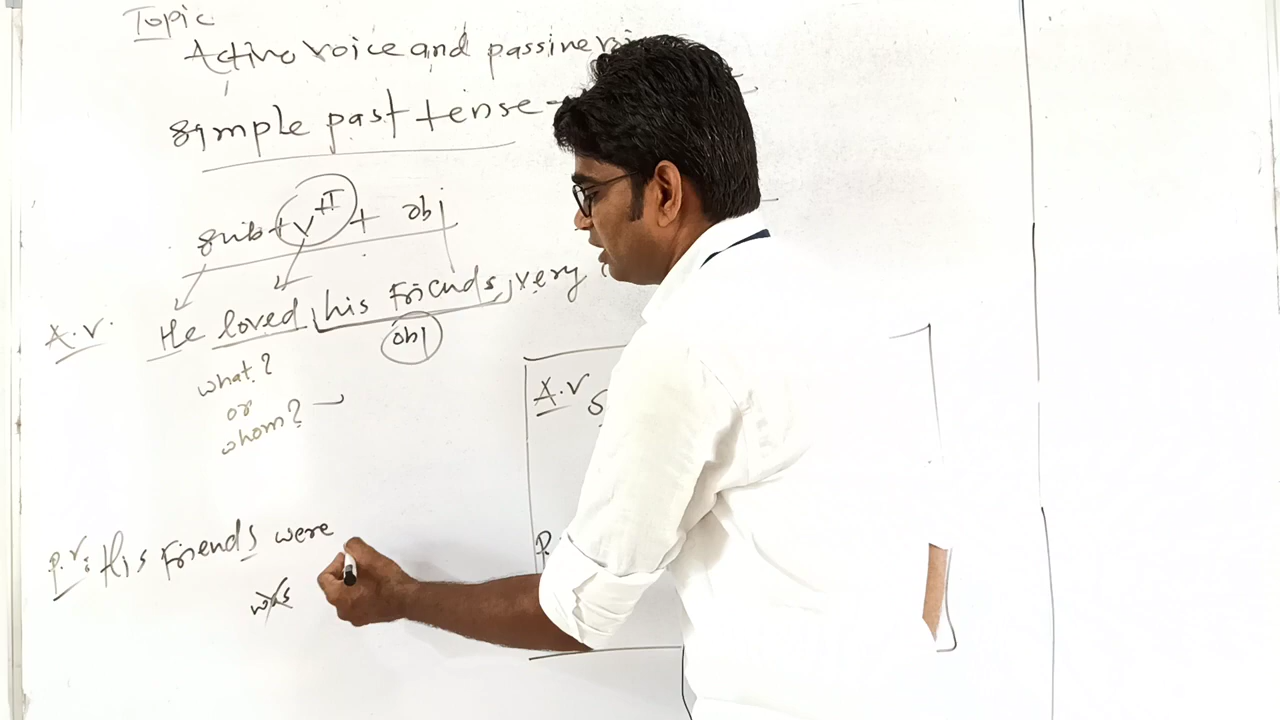 Topic
Active voice and passive
simple past tense -
sub + v II + obj
A.V. He loved, his Friends, very
obj
what?
or
whom? -
A.V S
P.V: His Friends were
was
P.